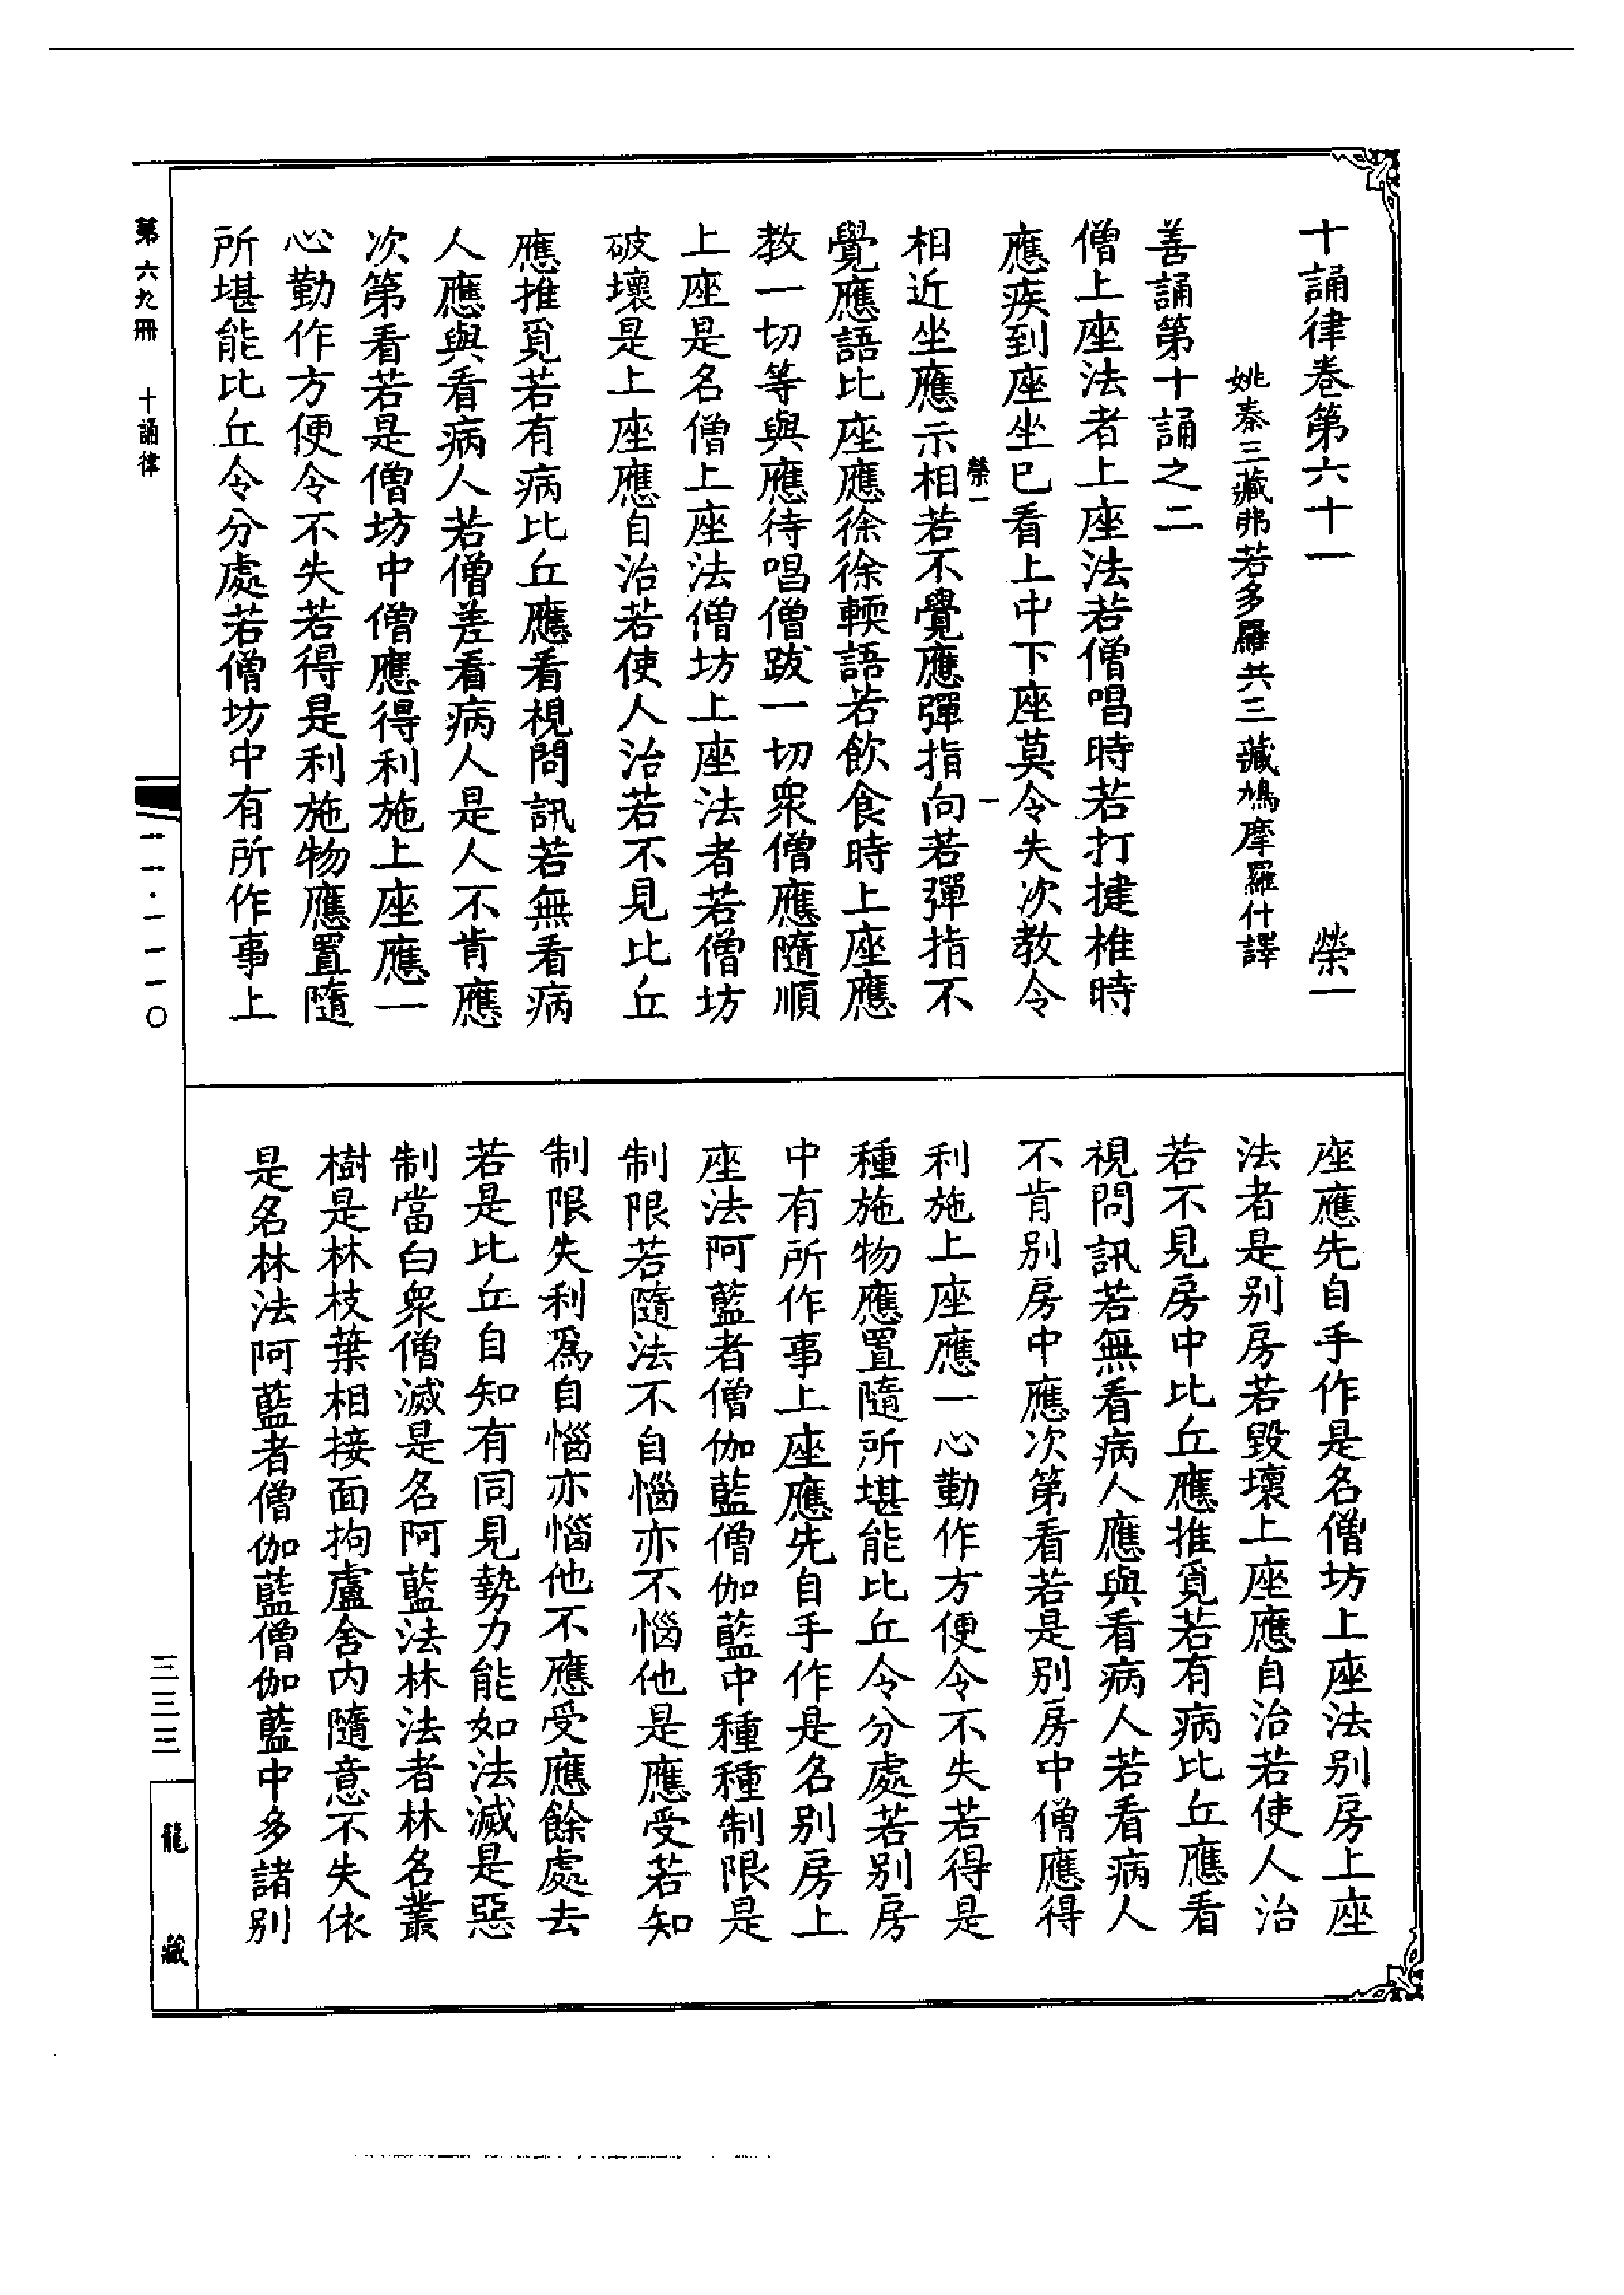 十誦律卷第六十一　榮一
姚秦三藏弗若多羅共三藏鳩摩羅什譯
善誦第十誦之二
僧上座法者上座法若僧唱時若打揵椎時
應疾到座坐已看上中下座莫令失次教令
榮一　一
相近坐應示相若不覺應彈指向若彈指不
覺應語比座應徐徐輭語若飲食時上座應
教一切等與應待唱僧跋一切眾僧應隨順
上座是名僧上座法僧坊上座法者若僧坊
破壞是上座應自治若使人治若不見比丘
應推覓若有病比丘應看視問訊若無看病
人應與看病人若僧差看病人是人不肯應
次第看若是僧坊中僧應得利施上座應一
心勤作方便令不失若得是利施物應置隨
所堪能比丘令分處若僧坊中有所作事上
座應先自手作是名僧坊上座法别房上座
法者是别房若毀壞上座應自治若使人治
若不見房中比丘應推覓若有病比丘應看
視問訊若無看病人應與看病人若看病人
不肯别房中應次第看若是别房中僧應得
利施上座應一心勤作方便令不失若得是
種施物應置隨所堪能比丘令分處若别房
中有所作事上座應先自手作是名别房上
座法阿藍者僧伽藍僧伽藍中種種制限是
制限若隨法不自惱亦不惱他是應受若知
制限失利爲自惱亦惱他不應受應餘處去
若是比丘自知有同見勢力能如法滅是惡
制當白眾僧滅是名阿藍法林法者林名叢
樹是林枝葉相接面拘盧舍内隨意不失依
是名林法阿藍者僧伽藍僧伽藍中多諸别
第六九冊　十誦律
一一·一一一〇
三三三
龍藏